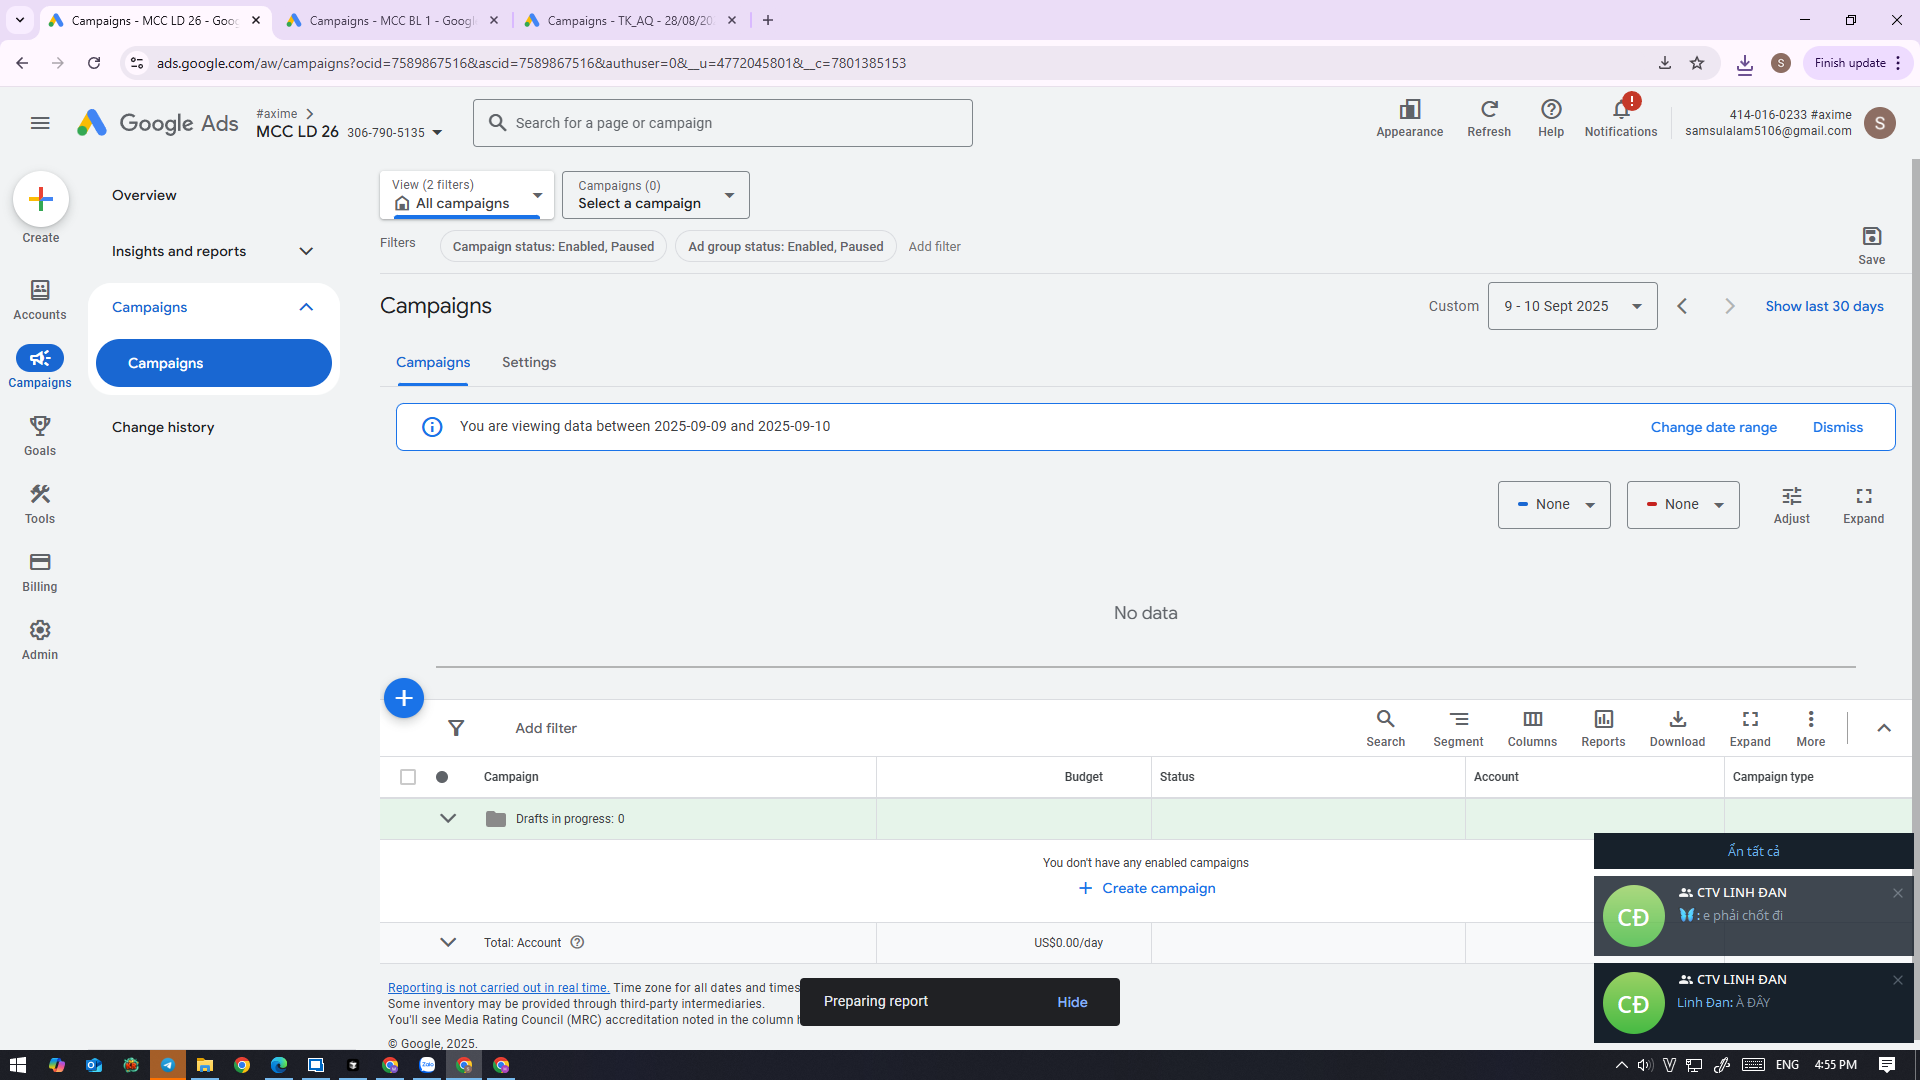 Campaigns - MCC LD 26 - Goog
Campaigns - MCC BL 1 - Google
Campaigns - TK_AQ - 28/08/202
ads.google.com/aw/campaigns?ocid=7589867516&ascid=7589867516&authuser=0&__u=4772045801&__c=7801385153
S
Finish update
Google Ads
#axime
MCC LD 26 306-790-5135
Search for a page or campaign
Appearance
Refresh
Help
!
Notifications
414-016-0233 #axime
samsulalam5106@gmail.com
S
Create
Accounts
Campaigns
Goals
Tools
Billing
Admin
Overview
Insights and reports
Campaigns
Campaigns
Change history
View (2 filters)
All campaigns
Campaigns (0)
Select a campaign
Filters
Campaign status: Enabled, Paused
Ad group status: Enabled, Paused
Add filter
Save
Campaigns
Custom
9 - 10 Sept 2025
Show last 30 days
Campaigns
Settings
You are viewing data between 2025-09-09 and 2025-09-10
Change date range
Dismiss
None
None
Adjust
Expand
No data
Add filter
Search
Segment
Columns
Reports
Download
Expand
More
Campaign
Budget
Status
Account
Campaign type
Drafts in progress: 0
You don't have any enabled campaigns
Create campaign
Total: Account
US$0.00/day
Reporting is not carried out in real time. Time zone for all dates and times
Some inventory may be provided through third-party intermediaries.
You'll see Media Rating Council (MRC) accreditation noted in the column h
© Google, 2025.
Preparing report
Hide
Ẩn tất cả
CĐ
CTV LINH ĐAN
🦋: e phải chốt đi
CĐ
CTV LINH ĐAN
Linh Đan: À ĐÂY
Zalo
ENG
4:55 PM